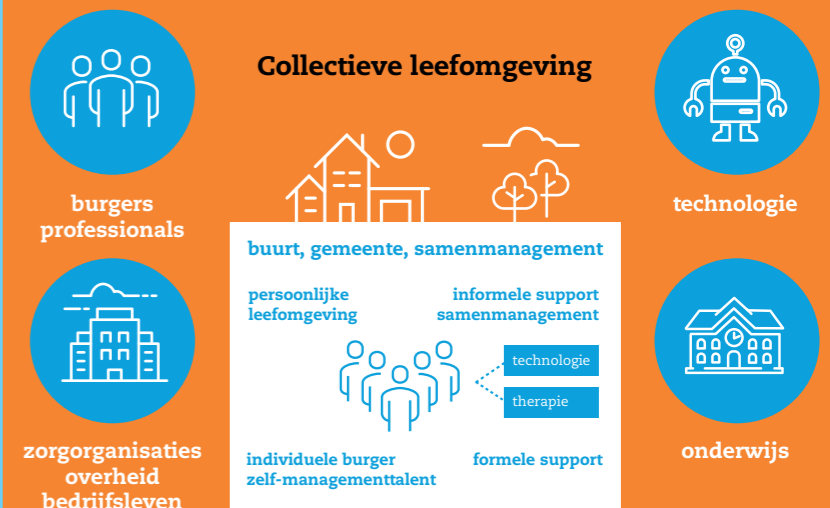 Collectieve leefomgeving
burgers
professionals
technologie
buurt, gemeente, samenmanagement
persoonlijke
leefomgeving
informele support
samenmanagement
technologie
therapie
individuele burger
zelf-managementtalent
formele support
zorgorganisaties
overheid
bedrijfsleven
onderwijs